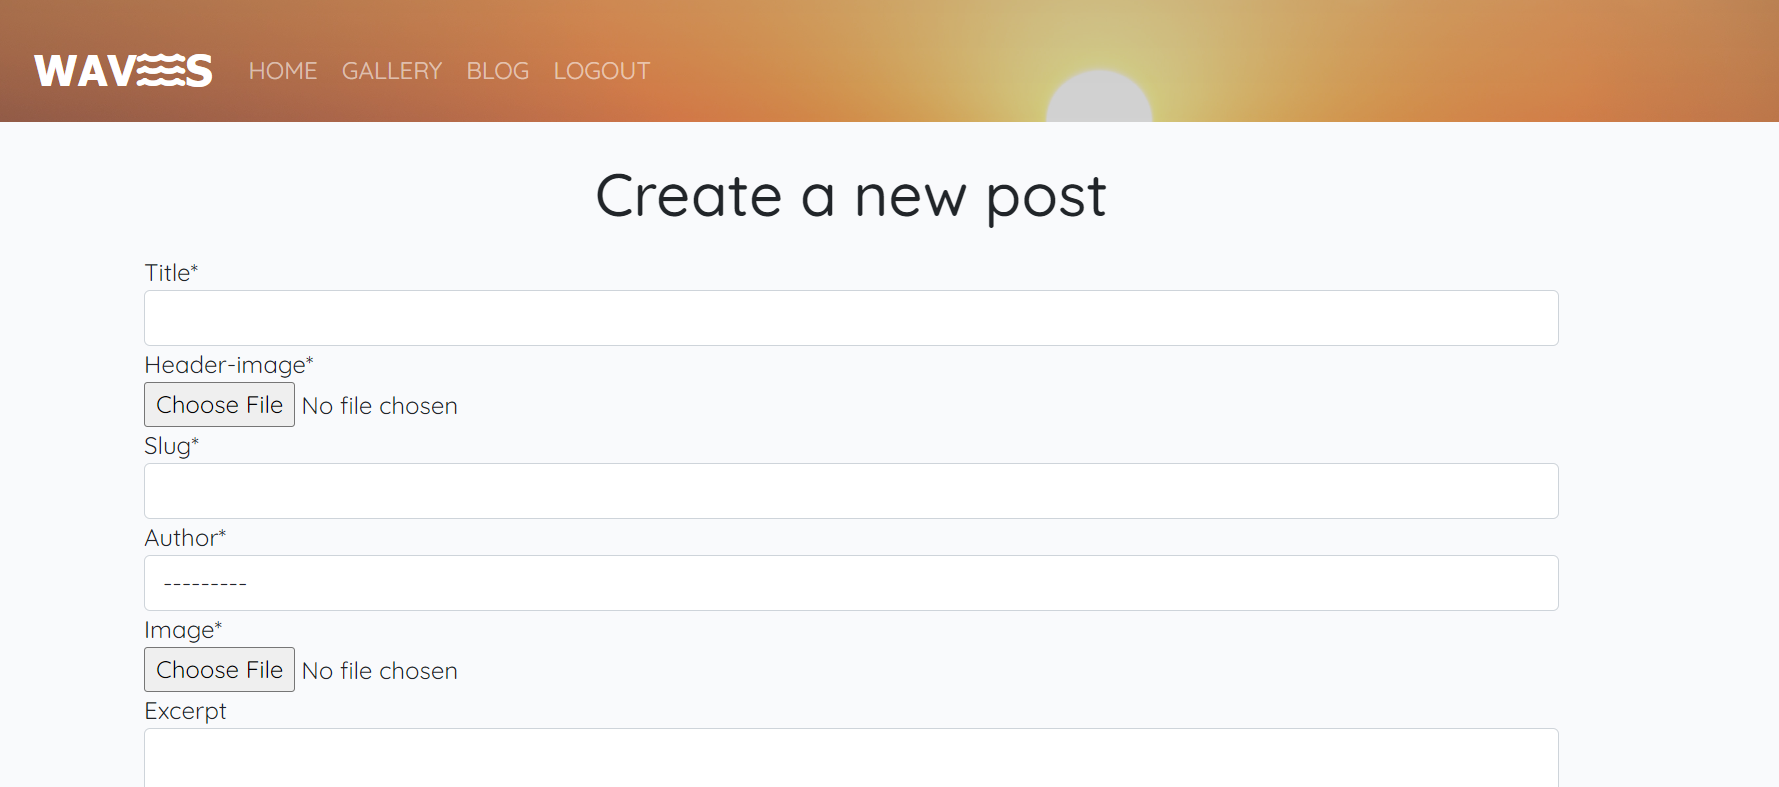 WAVES HOME GALLERY BLOG LOGOUT
Create a new post
Title*
Header-image*
Choose File No file chosen
Slug*
Author*
---------
Image*
Choose File No file chosen
Excerpt